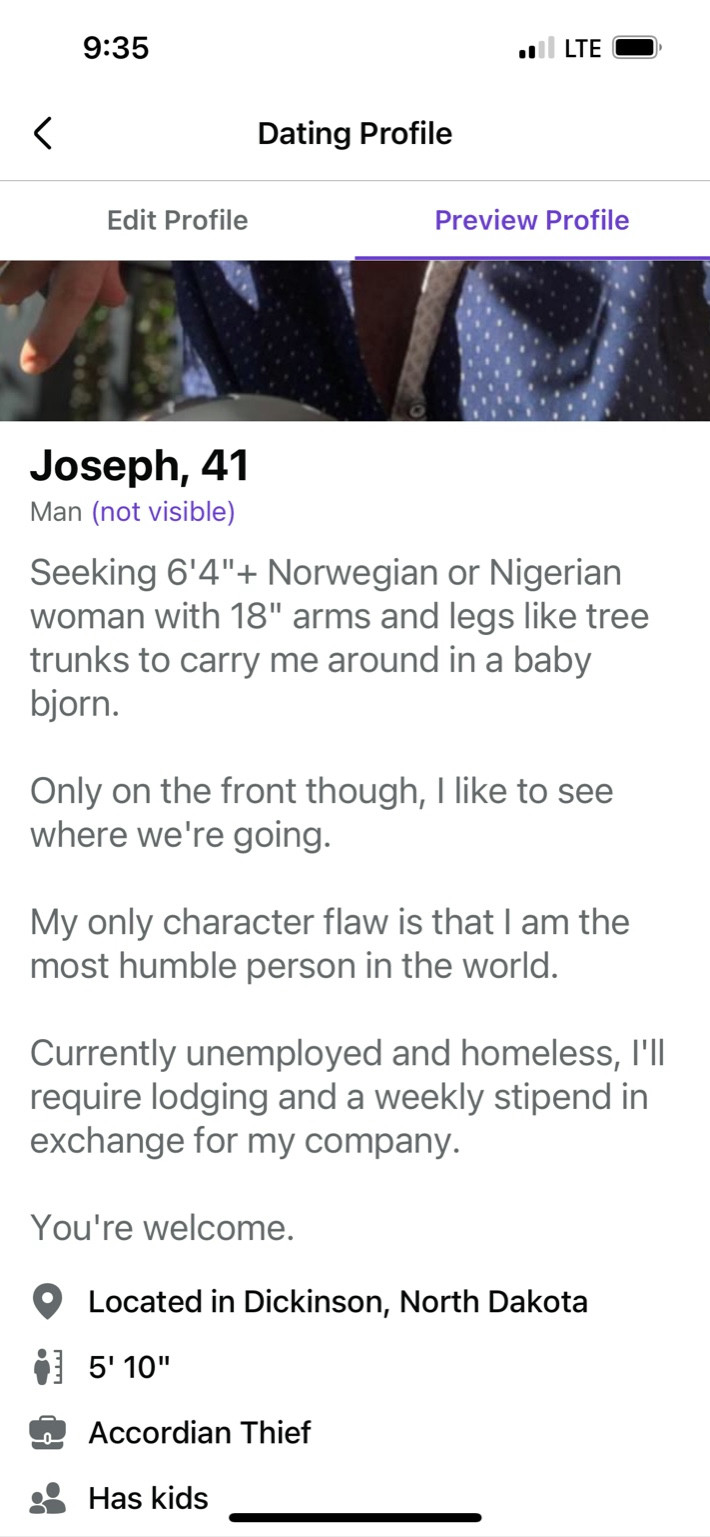 9:35
LTE
Dating Profile
Edit Profile
Preview Profile
Joseph, 41
Man (not visible)
Seeking 6'4"+ Norwegian or Nigerian
woman with 18" arms and legs like tree
trunks to carry me around in a baby
bjorn.
Only on the front though, I like to see
where we're going.
My only character flaw is that I am the
most humble person in the world.
Currently unemployed and homeless, I'll
require lodging and a weekly stipend in
exchange for my company.
You're welcome.
Located in Dickinson, North Dakota
5' 10"
Accordian Thief
Has kids